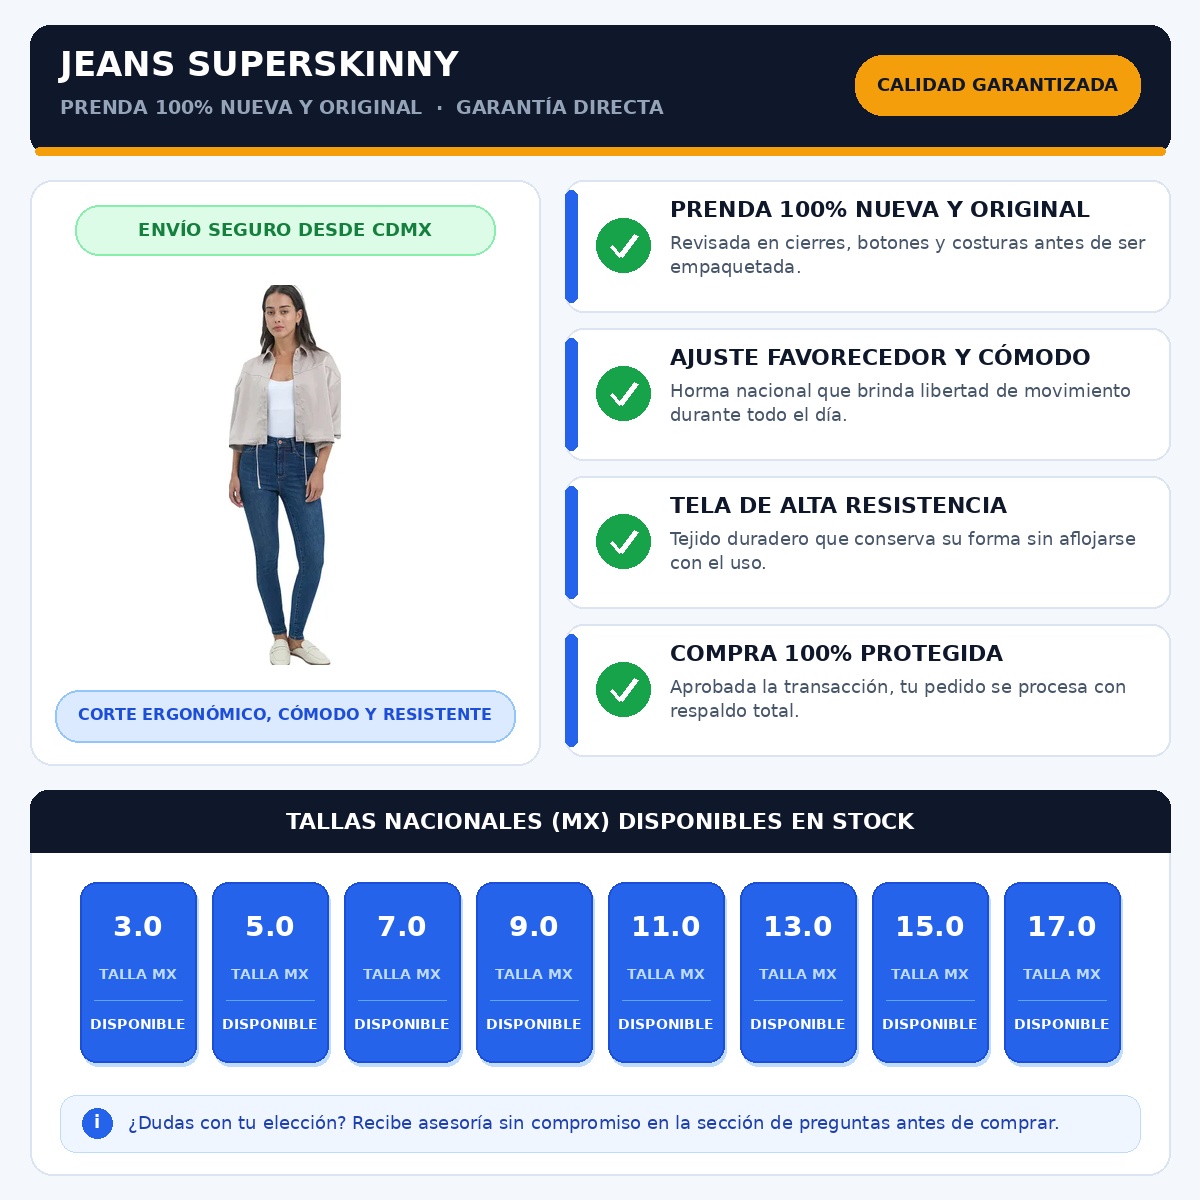 JEANS SUPERSKINNY
PRENDA 100% NUEVA Y ORIGINAL · GARANTÍA DIRECTA
CALIDAD GARANTIZADA
ENVÍO SEGURO DESDE CDMX
CORTE ERGONÓMICO, CÓMODO Y RESISTENTE
PRENDA 100% NUEVA Y ORIGINAL
Revisada en cierres, botones y costuras antes de ser
empaquetada.
AJUSTE FAVORECEDOR Y CÓMODO
Horma nacional que brinda libertad de movimiento
durante todo el día.
TELA DE ALTA RESISTENCIA
Tejido duradero que conserva su forma sin aflojarse
con el uso.
COMPRA 100% PROTEGIDA
Aprobada la transacción, tu pedido se procesa con
respaldo total.
TALLAS NACIONALES (MX) DISPONIBLES EN STOCK
3.0 5.0 7.0 9.0 11.0 13.0 15.0 17.0
TALLA MX TALLA MX TALLA MX TALLA MX TALLA MX TALLA MX TALLA MX TALLA MX
DISPONIBLE DISPONIBLE DISPONIBLE DISPONIBLE DISPONIBLE DISPONIBLE DISPONIBLE DISPONIBLE
i ¿Dudas con tu elección? Recibe asesoría sin compromiso en la sección de preguntas antes de comprar.